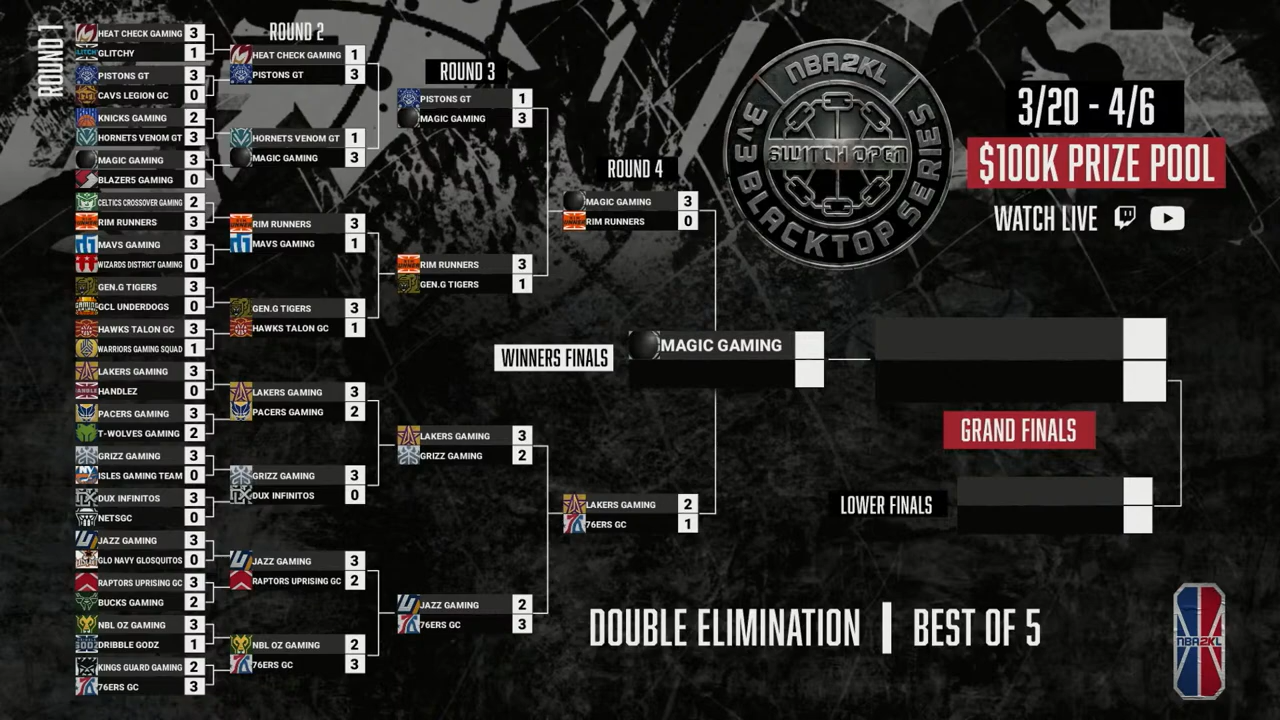 ROUND 1
HEAT CHECK GAMING 3
GLITCHY 1
PISTONS GT 3
CAVS LEGION GC 0
KNICKS GAMING 2
HORNETS VENOM GT 3
MAGIC GAMING 3
BLAZER5 GAMING 0
CELTICS CROSSOVER GAMING 2
RIM RUNNERS 3
MAVS GAMING 3
WIZARDS DISTRICT GAMING 0
GEN.G TIGERS 3
GCL UNDERDOGS 0
HAWKS TALON GC 3
WARRIORS GAMING SQUAD 1
LAKERS GAMING 3
HANDLEZ 0
PACERS GAMING 3
T-WOLVES GAMING 2
GRIZZ GAMING 3
ISLES GAMING TEAM 0
DUX INFINITOS 3
NETSGC 0
JAZZ GAMING 3
GLO NAVY GLOSQUITOS 0
RAPTORS UPRISING GC 3
BUCKS GAMING 2
NBL OZ GAMING 3
DRIBBLE GODZ 1
KINGS GUARD GAMING 2
76ERS GC 3
ROUND 2
HEAT CHECK GAMING 1
PISTONS GT 3
HORNETS VENOM GT 1
MAGIC GAMING 3
RIM RUNNERS 3
MAVS GAMING 1
GEN.G TIGERS 3
HAWKS TALON GC 1
LAKERS GAMING 3
PACERS GAMING 2
GRIZZ GAMING 3
DUX INFINITOS 0
JAZZ GAMING 3
RAPTORS UPRISING GC 2
NBL OZ GAMING 2
76ERS GC 3
ROUND 3
PISTONS GT 1
MAGIC GAMING 3
RIM RUNNERS 3
GEN.G TIGERS 1
LAKERS GAMING 3
GRIZZ GAMING 2
JAZZ GAMING 2
76ERS GC 3
ROUND 4
MAGIC GAMING 3
RIM RUNNERS 0
LAKERS GAMING 2
76ERS GC 1
WINNERS FINALS
MAGIC GAMING
GRAND FINALS
LOWER FINALS
NBA2KL
SWITCH OPEN
3V3 BLACKTOP SERIES
3/20 - 4/6
$100K PRIZE POOL
WATCH LIVE
DOUBLE ELIMINATION | BEST OF 5
NBA2KL